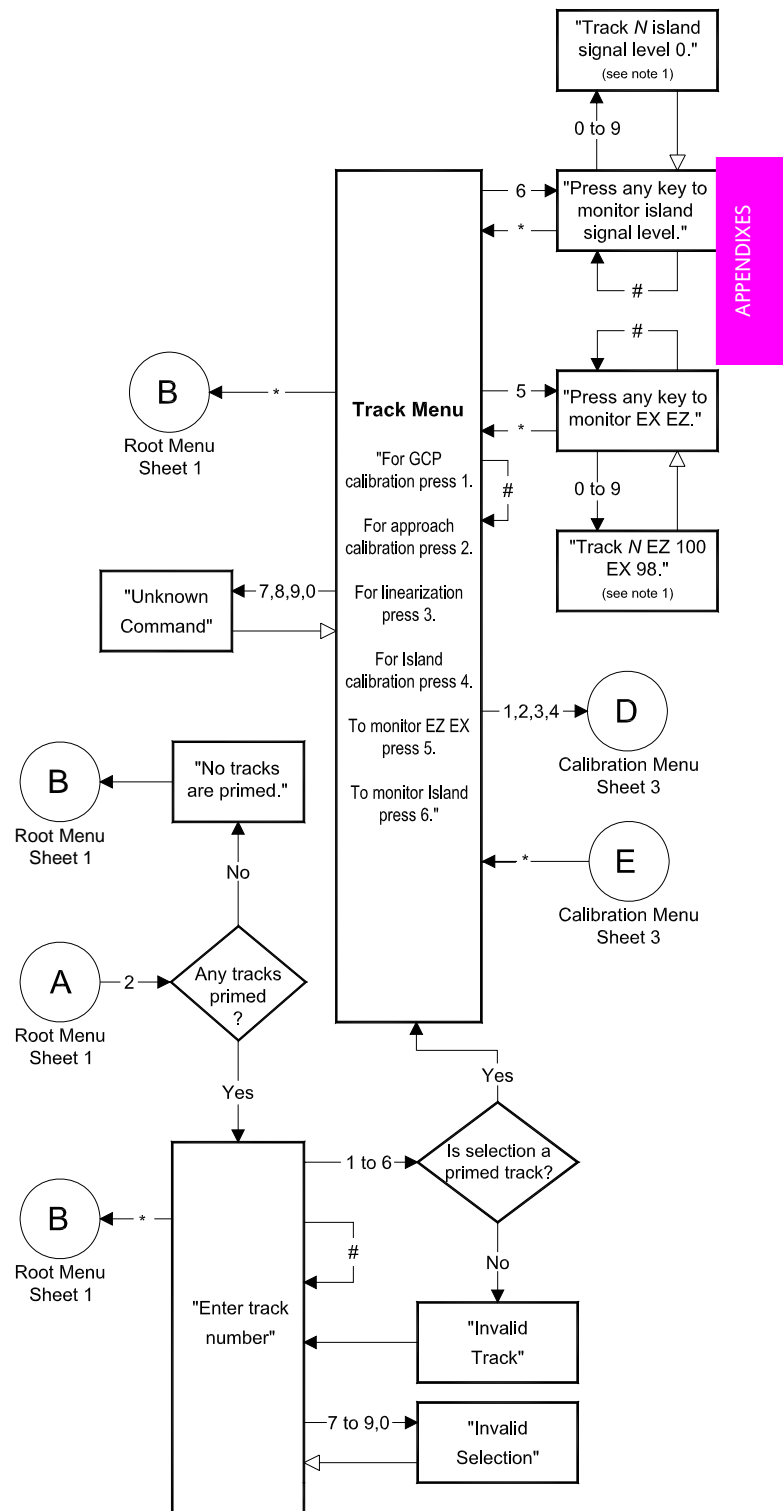 "Track N island
signal level 0."
(see note 1)
0 to 9
6
"Press any key to
monitor island
signal level."
*
#
APPENDIXES
#
B
*
Root Menu
Sheet 1
5
"Press any key to
monitor EX EZ."
*
0 to 9
"Track N EZ 100
EX 98."
(see note 1)
Track Menu
"For GCP
calibration press 1.
#
For approach
calibration press 2.
For linearization
press 3.
For Island
calibration press 4.
To monitor EZ EX
press 5.
To monitor Island
press 6."
"Unknown
Command"
7,8,9,0
1,2,3,4
D
Calibration Menu
Sheet 3
B
Root Menu
Sheet 1
"No tracks
are primed."
*
E
Calibration Menu
Sheet 3
No
A
2
Root Menu
Sheet 1
Any tracks
primed
?
Yes
Yes
1 to 6
Is selection a
primed track?
B
*
Root Menu
Sheet 1
#
No
"Enter track
number"
"Invalid
Track"
7 to 9,0
"Invalid
Selection"